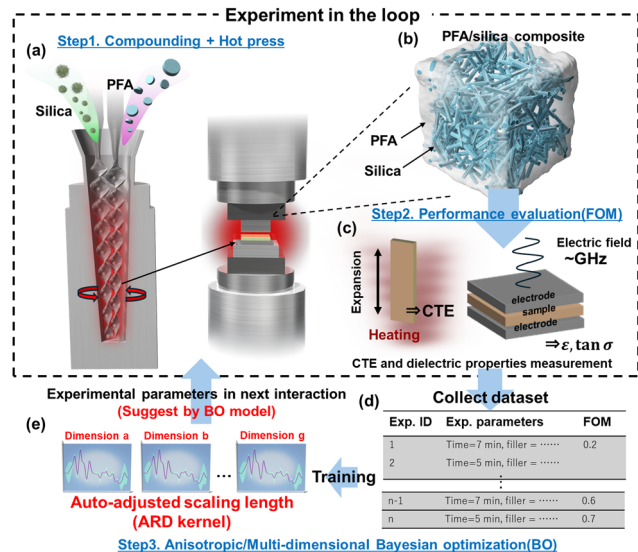 Experiment in the loop
(a)
Step1. Compounding + Hot press
PFA
Silica
(b)
PFA/silica composite
PFA
Silica
Step2. Performance evaluation(FOM)
(c)
Expansion
⇒CTE
Heating
Electric field
~GHz
electrode
sample
electrode
⇒ε, tan σ
CTE and dielectric properties measurement
Experimental parameters in next interaction
(Suggest by BO model)
(e)
Dimension a
Dimension b
...
Dimension g
Auto-adjusted scaling length
(ARD kernel)
Training
(d)
Collect dataset
Exp. ID Exp. parameters FOM
1 Time=7 min, filler = ⋯⋯ 0.2
2 Time=5 min, filler = ⋯⋯
⋮
n-1 Time=7 min, filler = ⋯⋯ 0.6
n Time=5 min, filler = ⋯⋯ 0.7
Step3. Anisotropic/Multi-dimensional Bayesian optimization(BO)